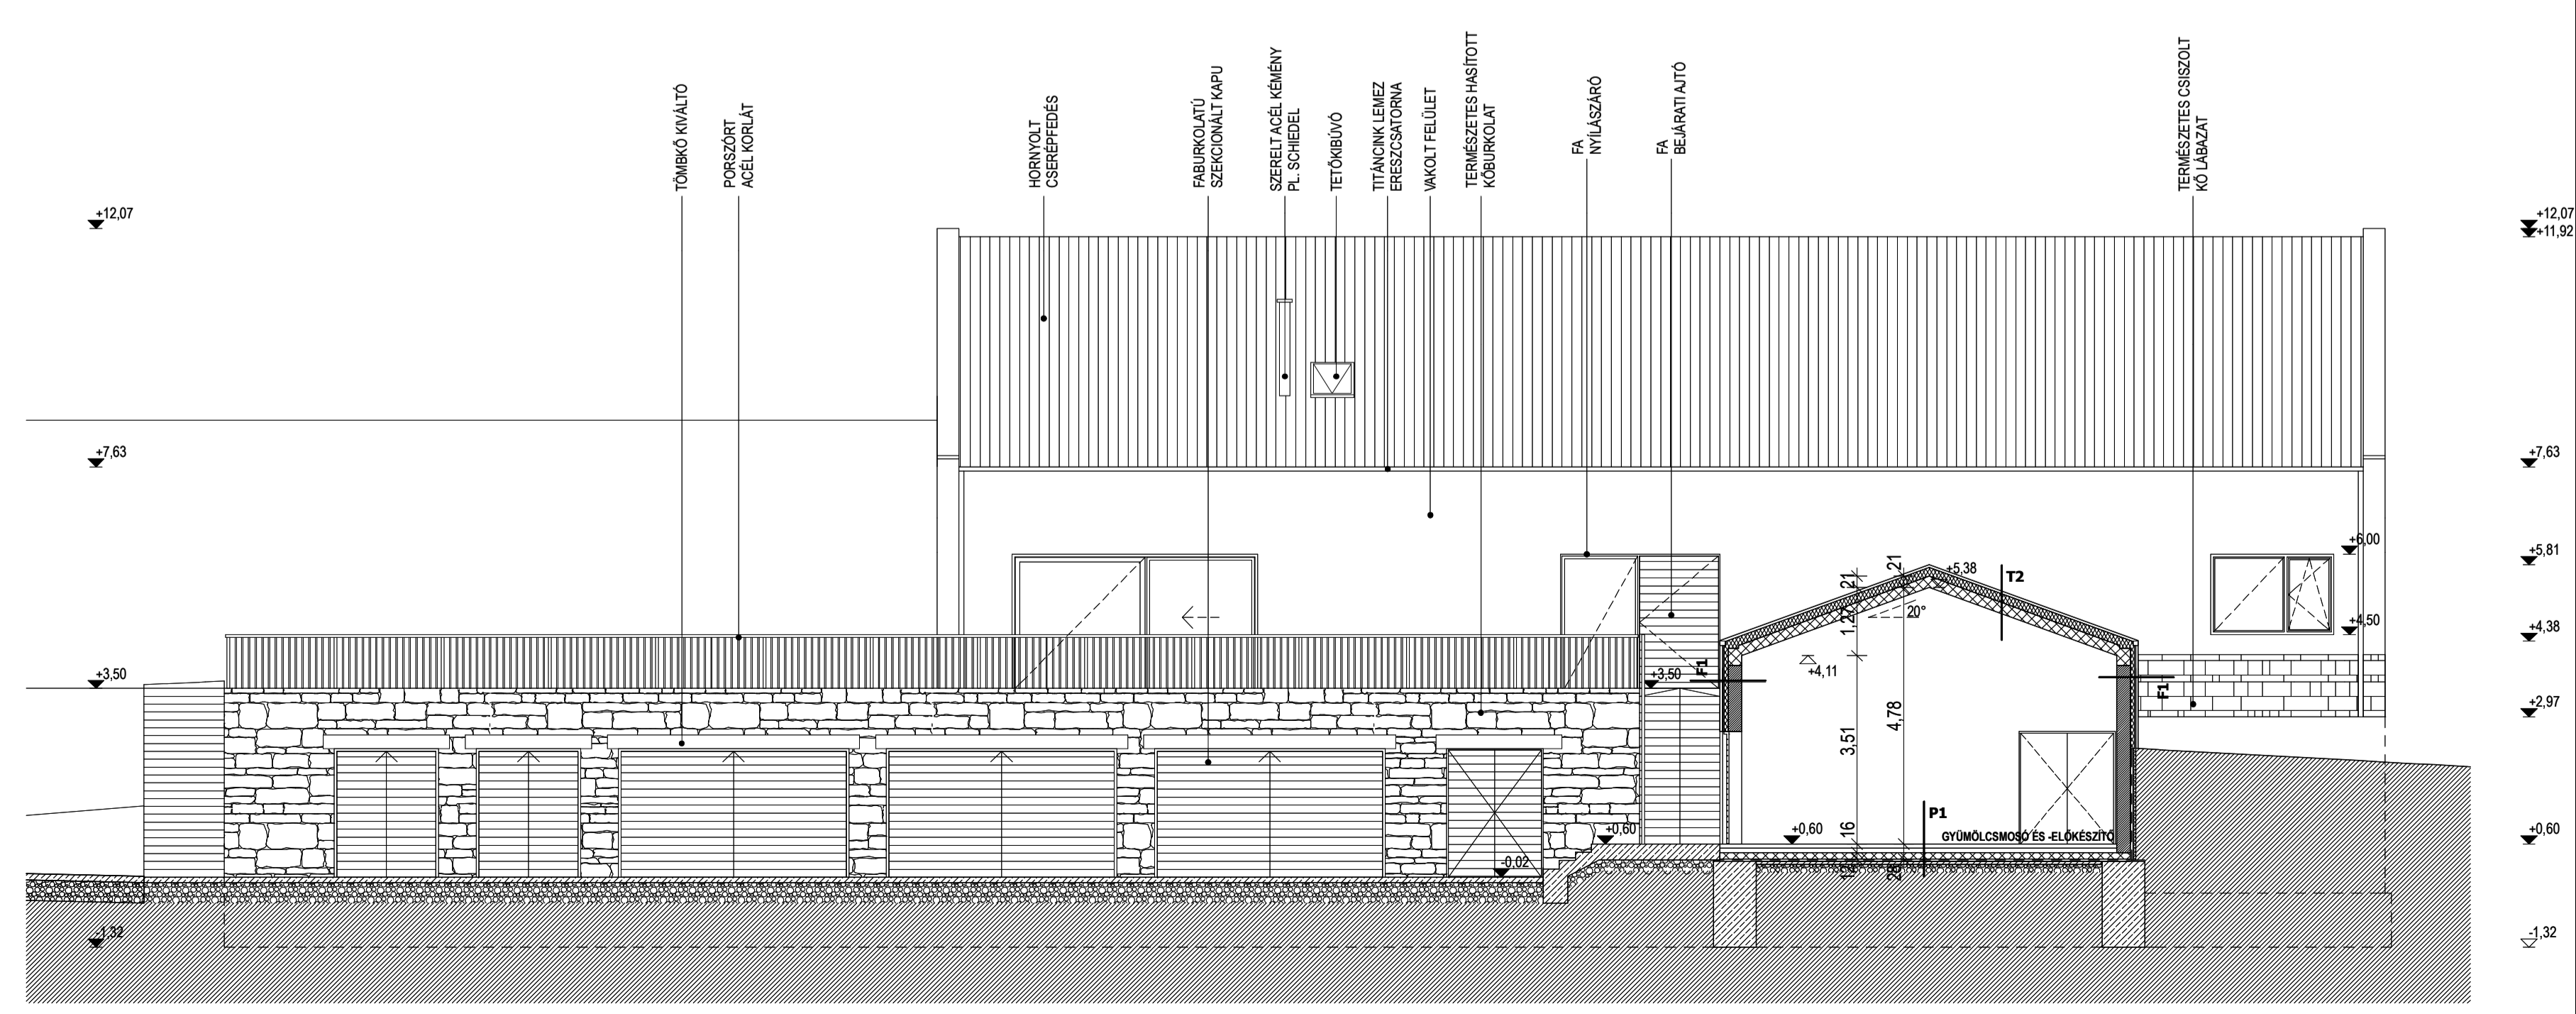 TÖMBKŐ KIVÁLTÓ
PORSZÓRT
ACÉL KORLÁT
HORNYOLT
CSERÉPFEDÉS
FABURKOLATÚ
SZEKCIONÁLT KAPU
SZERELT ACÉL KÉMÉNY
PL. SCHIEDEL
TETŐKIBÚVÓ
TITÁNCINK LEMEZ
ERESZCSATORNA
VAKOLT FELÜLET
TERMÉSZETES HASÍTOTT
KŐBURKOLAT
FA
NYÍLÁSZÁRÓ
FA
BEJÁRATI AJTÓ
TERMÉSZETES CSISZOLT
KŐ LÁBAZAT
+12,07
+7,63
+3,50
-1,32
+12,07
+11,92
+7,63
+5,81
+4,38
+2,97
+0,60
-1,32
+6,00
+4,50
21
21
+5,38
T2
20°
1,27
F1
+3,50
+4,11
F1
4,78
3,51
P1
16
+0,60
+0,60
GYÜMÖLCSMOSÓ ÉS -ELŐKÉSZÍTŐ
-0,02
12
28